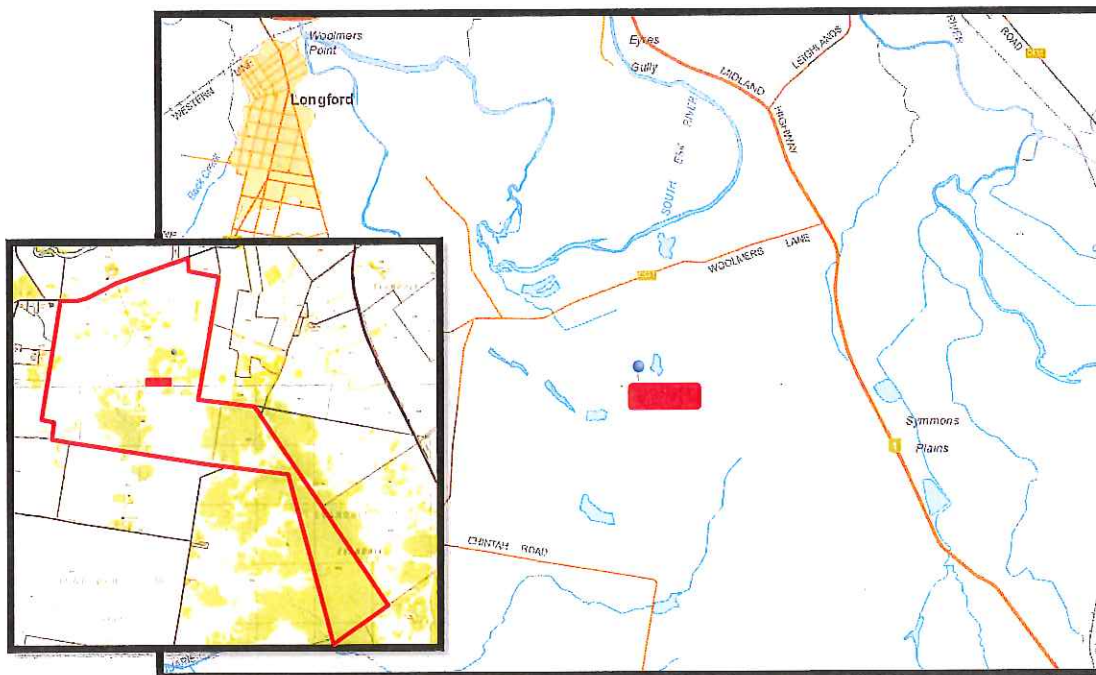 Woolmers
Point
WESTERN
LINE
Longford
Back Creek
Eyres
Gully
MIDLAND
HIGHWAY
LEIGHLANDS
RIVER
ROAD
SOUTH ESK RIVER
WOOLMERS LANE
Symmons
Plains
1
CHINTAH ROAD